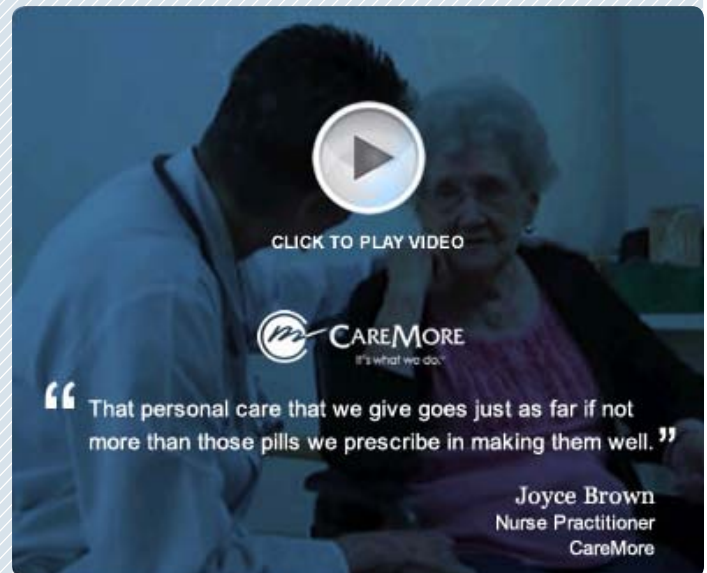 CLICK TO PLAY VIDEO
CAREMORE
It's what we do.℠
“ That personal care that we give goes just as far if not
more than those pills we prescribe in making them well. ”
Joyce Brown
Nurse Practitioner
CareMore